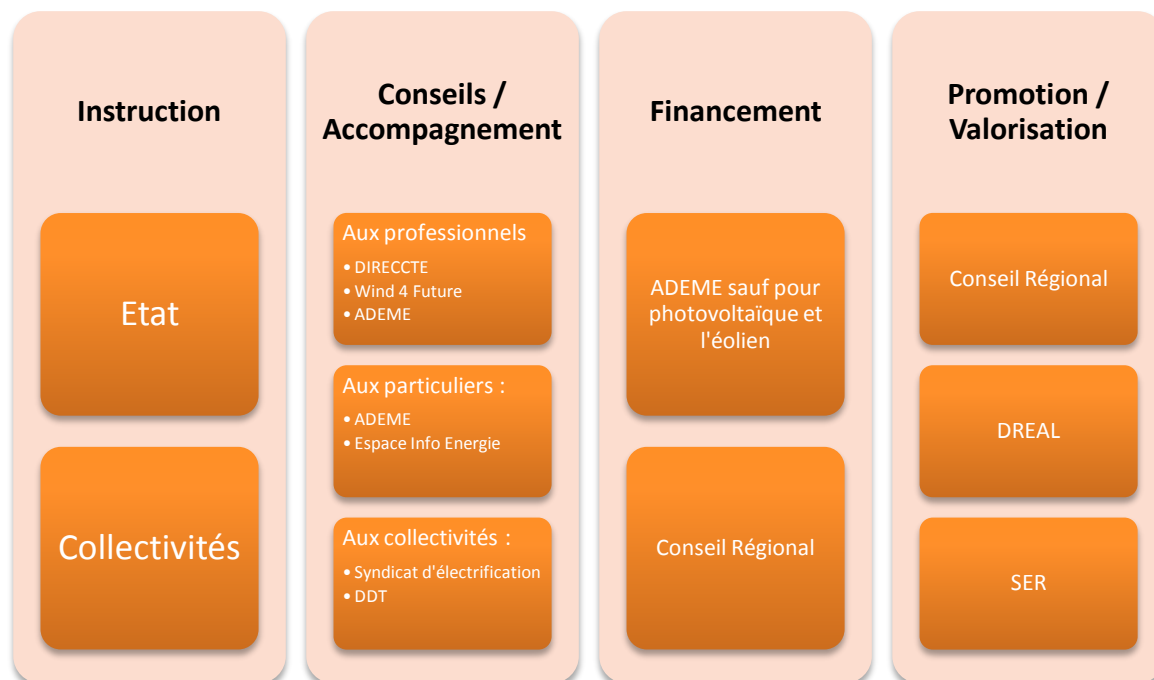 Instruction
Etat
Collectivités
Conseils /
Accompagnement
Aux professionnels
• DIRECCTE
• Wind 4 Future
• ADEME
Aux particuliers :
• ADEME
• Espace Info Energie
Aux collectivités :
• Syndicat d'électrification
• DDT
Financement
ADEME sauf pour
photovoltaïque et
l'éolien
Conseil Régional
Promotion /
Valorisation
Conseil Régional
DREAL
SER